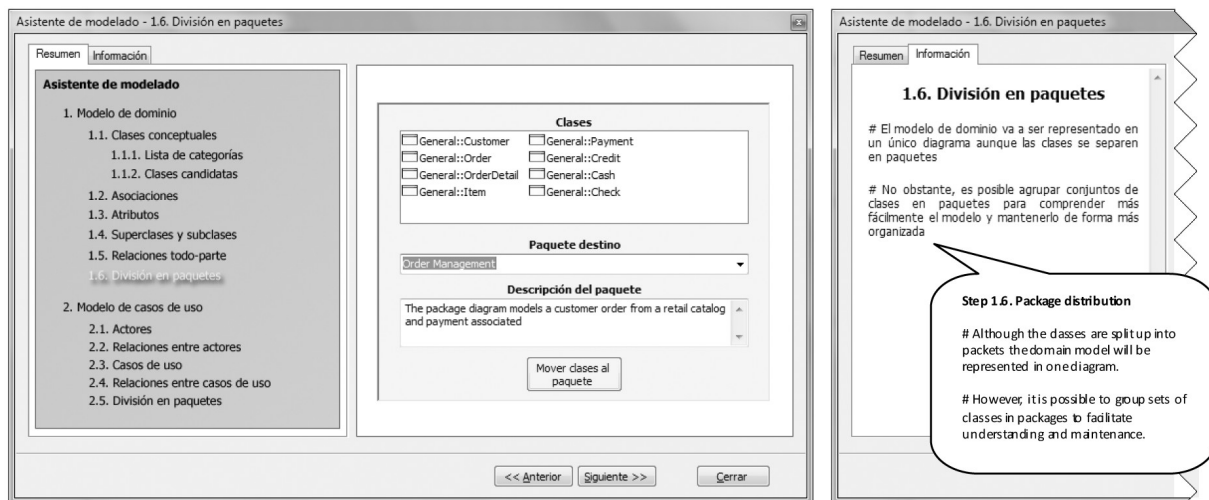 Asistente de modelado - 1.6. División en paquetes
Resumen
Información
Asistente de modelado
1. Modelo de dominio
1.1. Clases conceptuales
1.1.1. Lista de categorías
1.1.2. Clases candidatas
1.2. Asociaciones
1.3. Atributos
1.4. Superclases y subclases
1.5. Relaciones todo-parte
1.6. División en paquetes
2. Modelo de casos de uso
2.1. Actores
2.2. Relaciones entre actores
2.3. Casos de uso
2.4. Relaciones entre casos de uso
2.5. División en paquetes
Clases
General::Customer
General::Payment
General::Order
General::Credit
General::OrderDetail
General::Cash
General::Item
General::Check
Paquete destino
Order Management
Descripción del paquete
The package diagram models a customer order from a retail catalog
and payment associated
Mover clases al
paquete
<< Anterior
Siguiente >>
Cerrar
Asistente de modelado - 1.6. División en paquetes
Resumen
Información
1.6. División en paquetes
# El modelo de dominio va a ser representado en
un único diagrama aunque las clases se separen
en paquetes
# No obstante, es posible agrupar conjuntos de
clases en paquetes para comprender más
fácilmente el modelo y mantenerlo de forma más
organizada
Step 1.6. Package distribution
# Although the classes are split up into
packets the domain model will be
represented in one diagram.
# However, it is possible to group sets of
classes in packages to facilitate
understanding and maintenance.